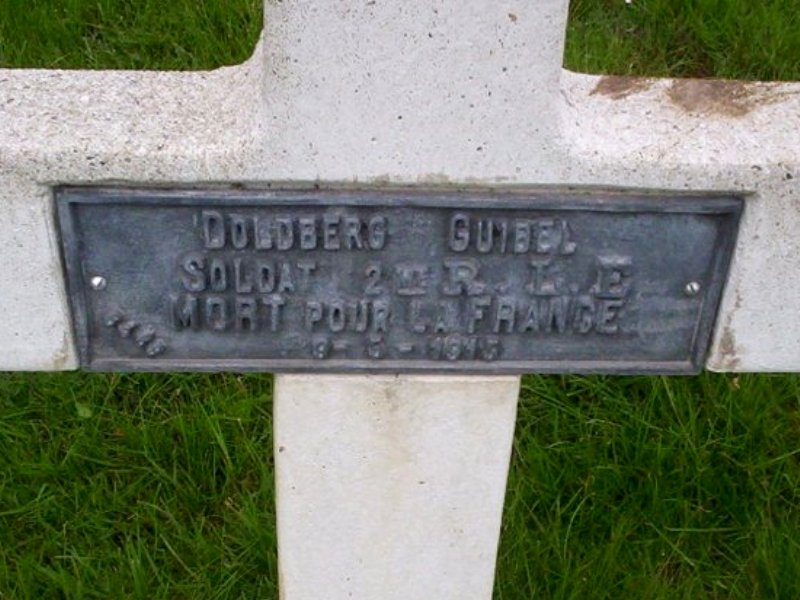 DOLDBERG GUIBEL
SOLDAT 2E R. L. E
MORT POUR LA FRANCE
9-5-1915